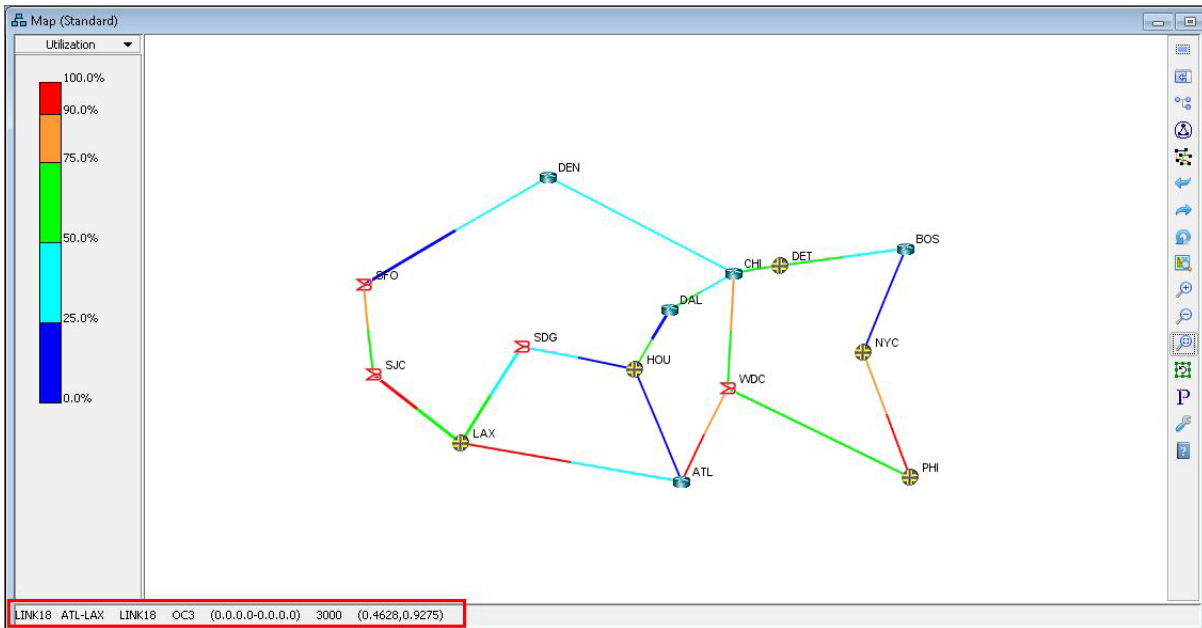 Map (Standard)
Utilization
100.0%
90.0%
75.0%
50.0%
25.0%
0.0%
DEN
BOS
DET
CHI
SFO
DAL
SDG
NYC
HOU
SJC
WDC
LAX
ATL
PHI
P
LINK18 ATL-LAX LINK18 OC3 (0.0.0.0-0.0.0.0) 3000 (0.4628,0.9275)